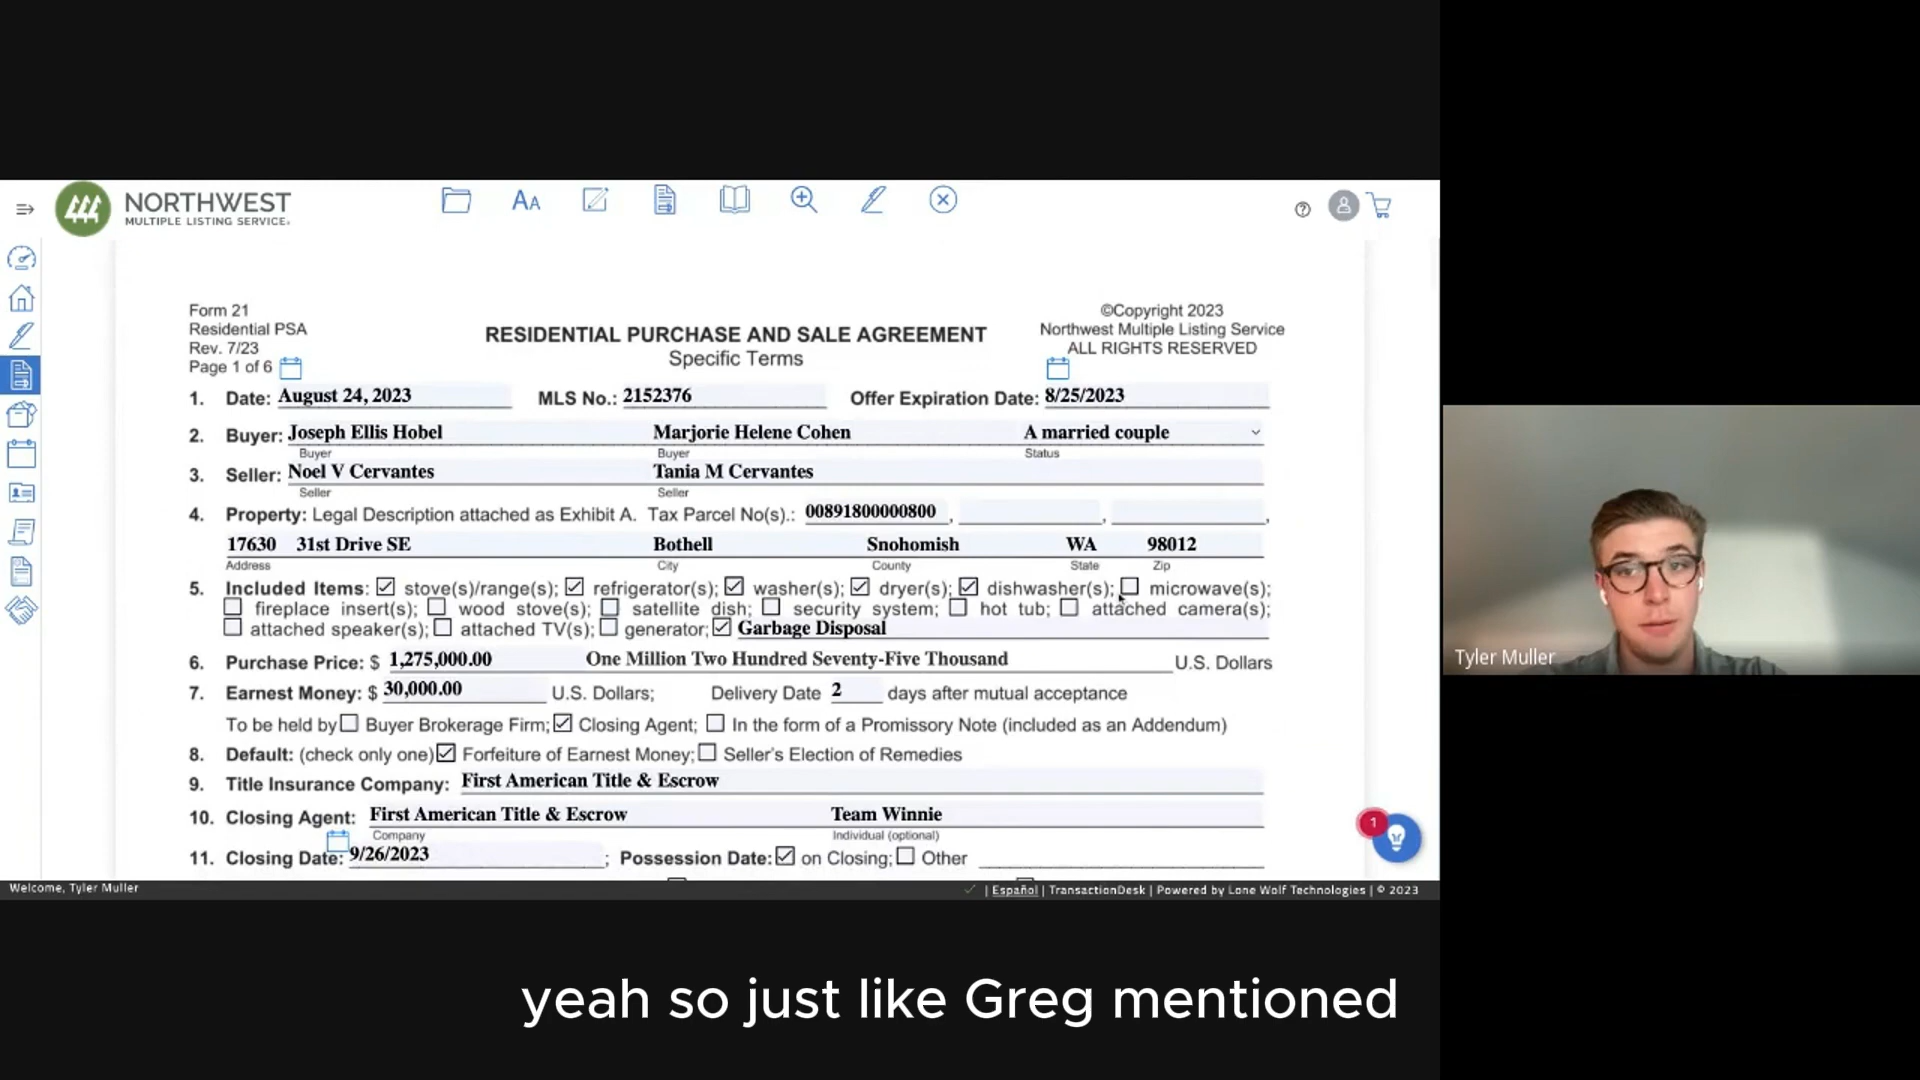 NORTHWEST
MULTIPLE LISTING SERVICE
Form 21
Residential PSA
Rev. 7/23
Page 1 of 6
RESIDENTIAL PURCHASE AND SALE AGREEMENT
Specific Terms
©Copyright 2023
Northwest Multiple Listing Service
ALL RIGHTS RESERVED
1. Date: August 24, 2023 MLS No.: 2152376 Offer Expiration Date: 8/25/2023
2. Buyer: Joseph Ellis Hobel Marjorie Helene Cohen A married couple
Buyer Buyer Status
3. Seller: Noel V Cervantes Tania M Cervantes
Seller Seller
4. Property: Legal Description attached as Exhibit A. Tax Parcel No(s).: 00891800000800 , , ,
17630 31st Drive SE Bothell Snohomish WA 98012
Address City County State Zip
5. Included Items: stove(s)/range(s); refrigerator(s); washer(s); dryer(s); dishwasher(s); microwave(s);
fireplace insert(s); wood stove(s); satellite dish; security system; hot tub; attached camera(s);
attached speaker(s); attached TV(s); generator; Garbage Disposal
6. Purchase Price: $ 1,275,000.00 One Million Two Hundred Seventy-Five Thousand U.S. Dollars
7. Earnest Money: $ 30,000.00 U.S. Dollars; Delivery Date 2 days after mutual acceptance
To be held by Buyer Brokerage Firm; Closing Agent; In the form of a Promissory Note (included as an Addendum)
8. Default: (check only one) Forfeiture of Earnest Money; Seller's Election of Remedies
9. Title Insurance Company: First American Title & Escrow
10. Closing Agent: First American Title & Escrow Team Winnie
Company Individual (optional)
11. Closing Date: 9/26/2023 ; Possession Date: on Closing; Other
1
Welcome, Tyler Muller
| Español | TransactionDesk | Powered by Lone Wolf Technologies | © 2023
Tyler Muller
yeah so just like Greg mentioned